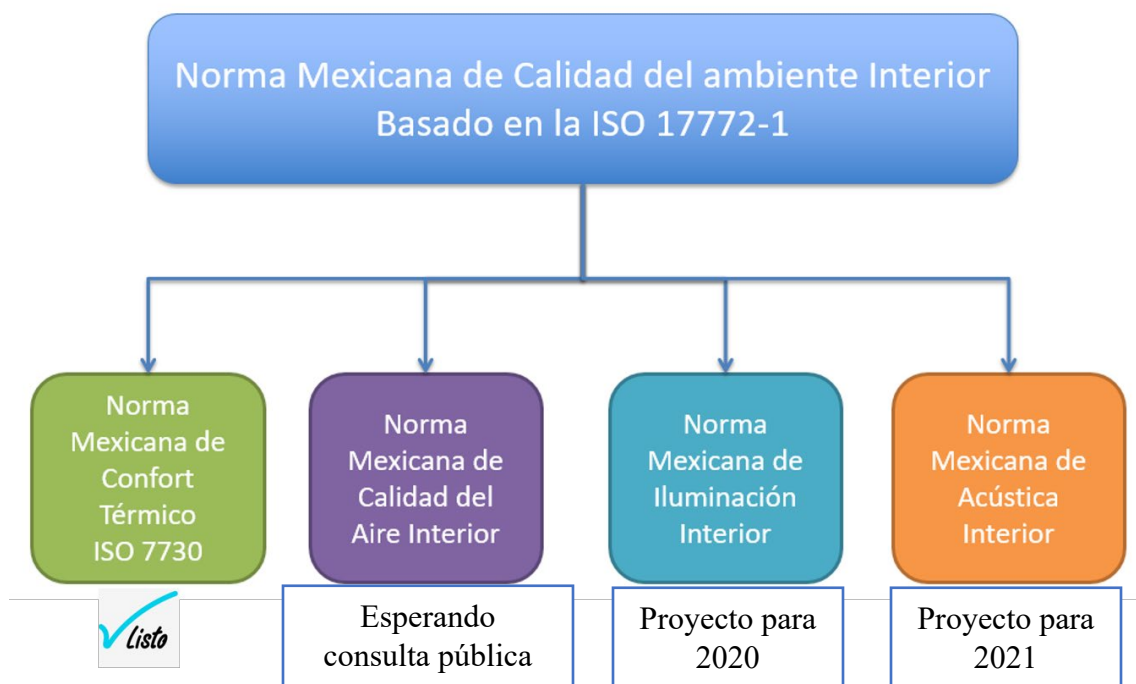 Norma Mexicana de Calidad del ambiente Interior
Basado en la ISO 17772-1
Norma
Mexicana de
Confort
Térmico
ISO 7730
Norma
Mexicana de
Calidad del
Aire Interior
Norma
Mexicana de
Iluminación
Interior
Norma
Mexicana de
Acústica
Interior
Listo
Esperando
consulta pública
Proyecto para
2020
Proyecto para
2021